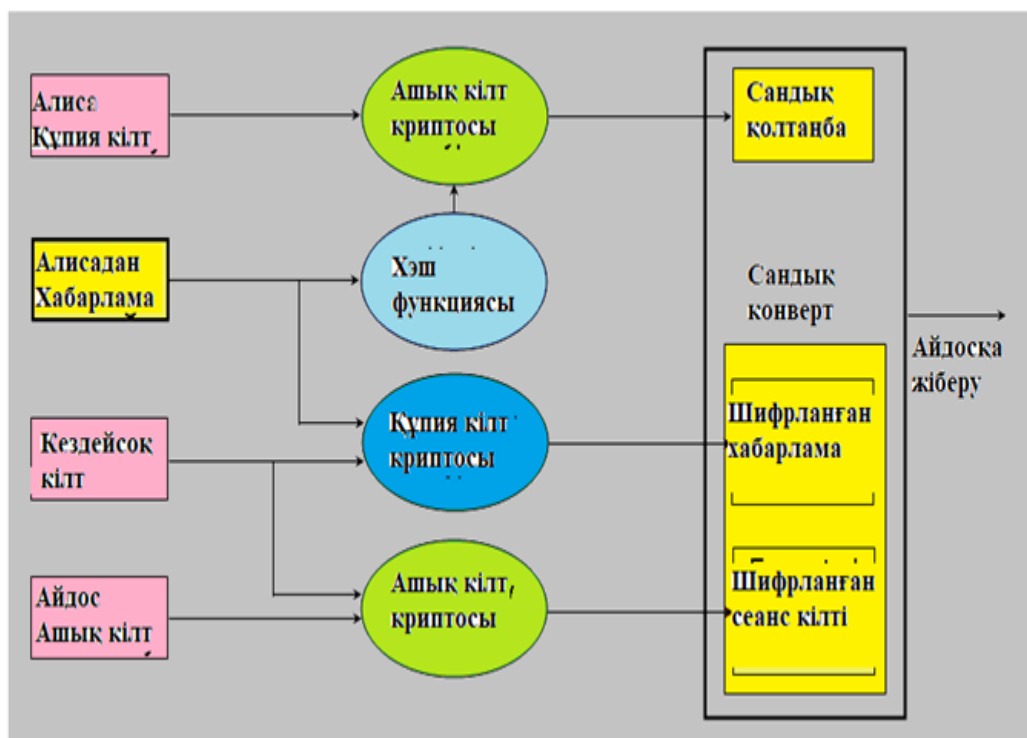 Алиса
Құпия кілт
Ашық кілт
криптосы
Сандық
қолтаңба
Алисадан
Хабарлама
Хэш
функциясы
Сандық
конверт
Айдосқа
жіберу
Кездейсоқ
кілт
Құпия кілт
криптосы
Шифрланған
хабарлама
Айдос
Ашық кілт
Ашық кілт
криптосы
Шифрланған
сеанс кілті